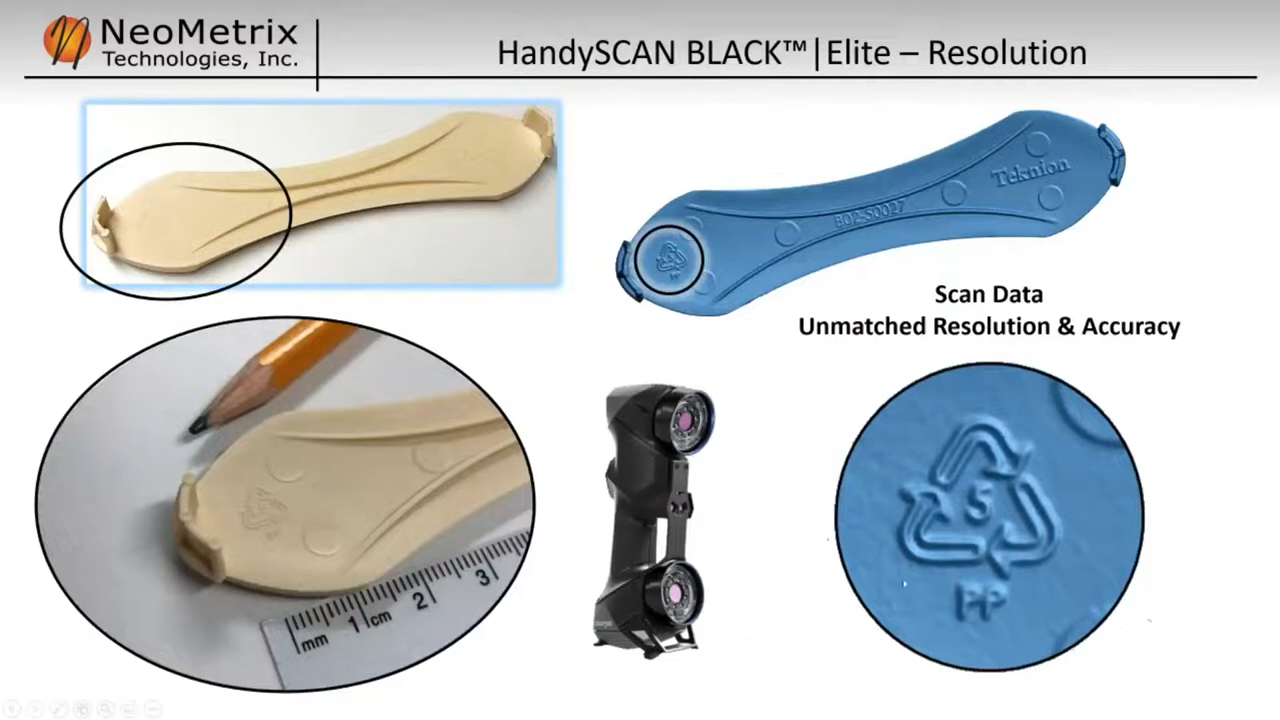 NeoMetrix
Technologies, Inc.
HandySCAN BLACK™|Elite – Resolution
Teknion
B02-50027
PP
Scan Data
Unmatched Resolution & Accuracy
mm 1 cm 2 3
5
PP